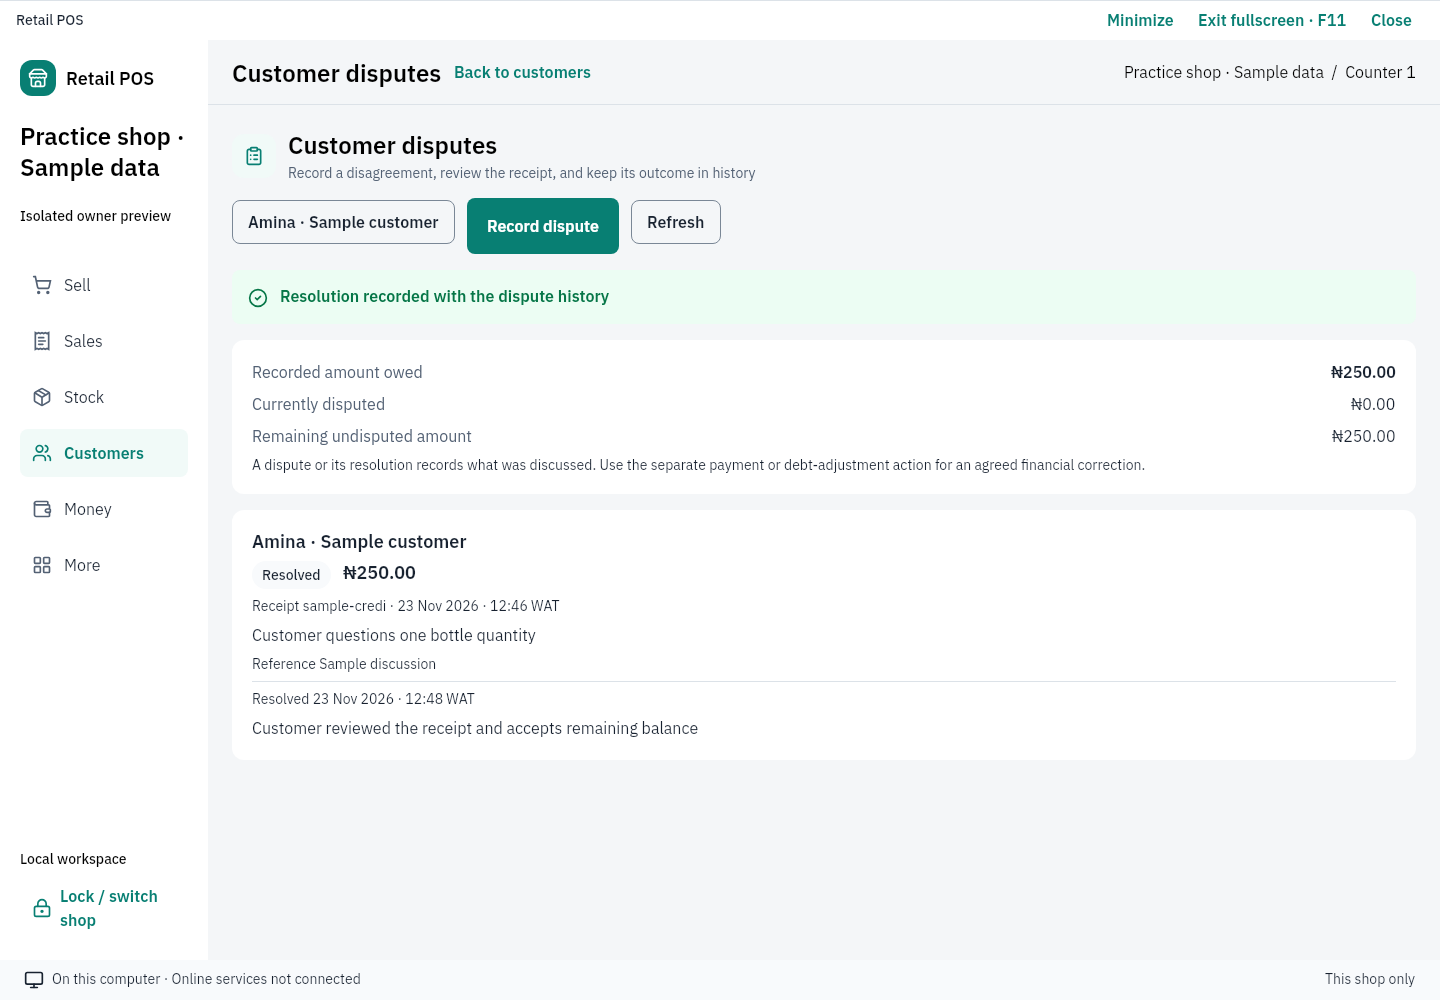 Retail POS
Minimize
Exit fullscreen · F11
Close
Retail POS
Practice shop ·
Sample data
Isolated owner preview
Sell
Sales
Stock
Customers
Money
More
Local workspace
Lock / switch
shop
Customer disputes
Back to customers
Practice shop · Sample data / Counter 1
Customer disputes
Record a disagreement, review the receipt, and keep its outcome in history
Amina · Sample customer
Record dispute
Refresh
Resolution recorded with the dispute history
Recorded amount owed
₦250.00
Currently disputed
₦0.00
Remaining undisputed amount
₦250.00
A dispute or its resolution records what was discussed. Use the separate payment or debt-adjustment action for an agreed financial correction.
Amina · Sample customer
Resolved
₦250.00
Receipt sample-credi · 23 Nov 2026 · 12:46 WAT
Customer questions one bottle quantity
Reference Sample discussion
Resolved 23 Nov 2026 · 12:48 WAT
Customer reviewed the receipt and accepts remaining balance
On this computer · Online services not connected
This shop only